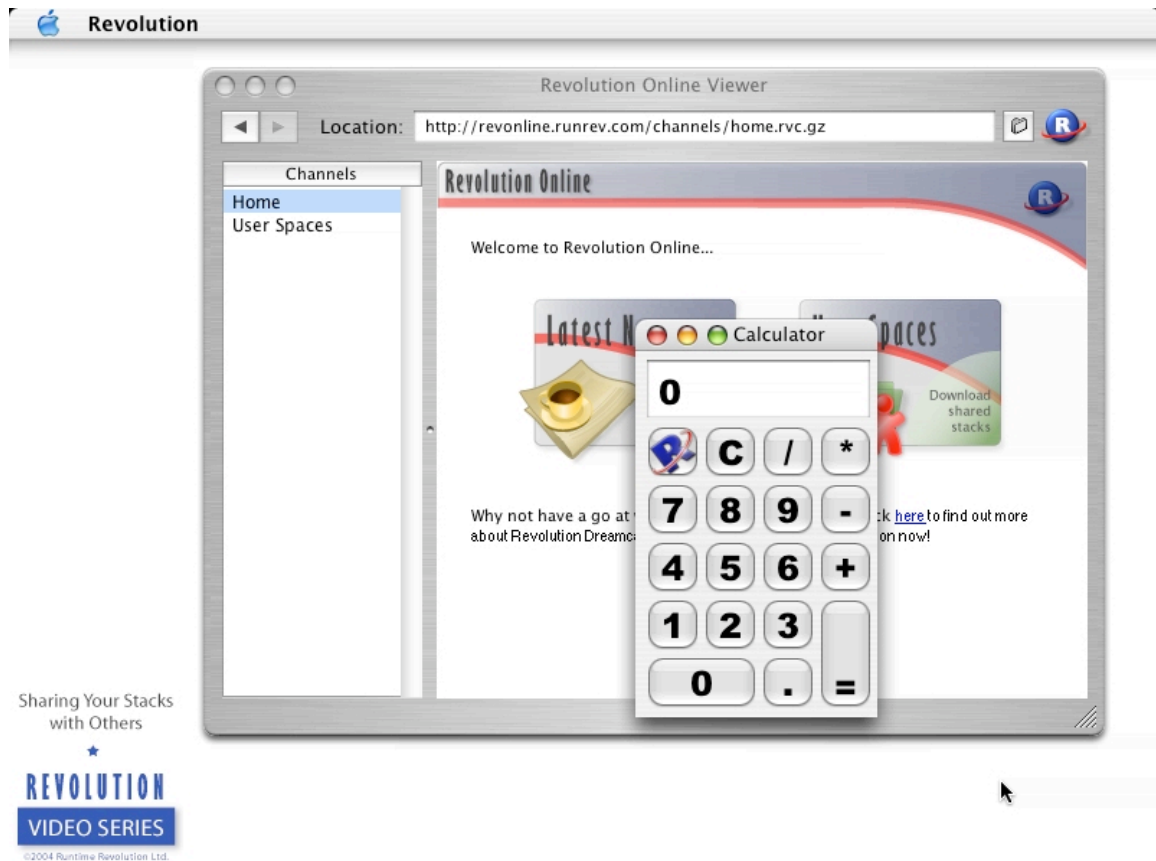 Revolution
Revolution Online Viewer
Location: http://revonline.runrev.com/channels/home.rvc.gz
R
Channels
Home
User Spaces
Revolution Online
R
Welcome to Revolution Online...
Latest N
paces
Download
shared
stacks
Why not have a go at
ck here to find out more
about Revolution Dreamc
on now!
Calculator
0
R C / *
7 8 9 -
4 5 6 +
1 2 3
0 . =
Sharing Your Stacks
with Others
REVOLUTION
VIDEO SERIES
©2004 Runtime Revolution Ltd.